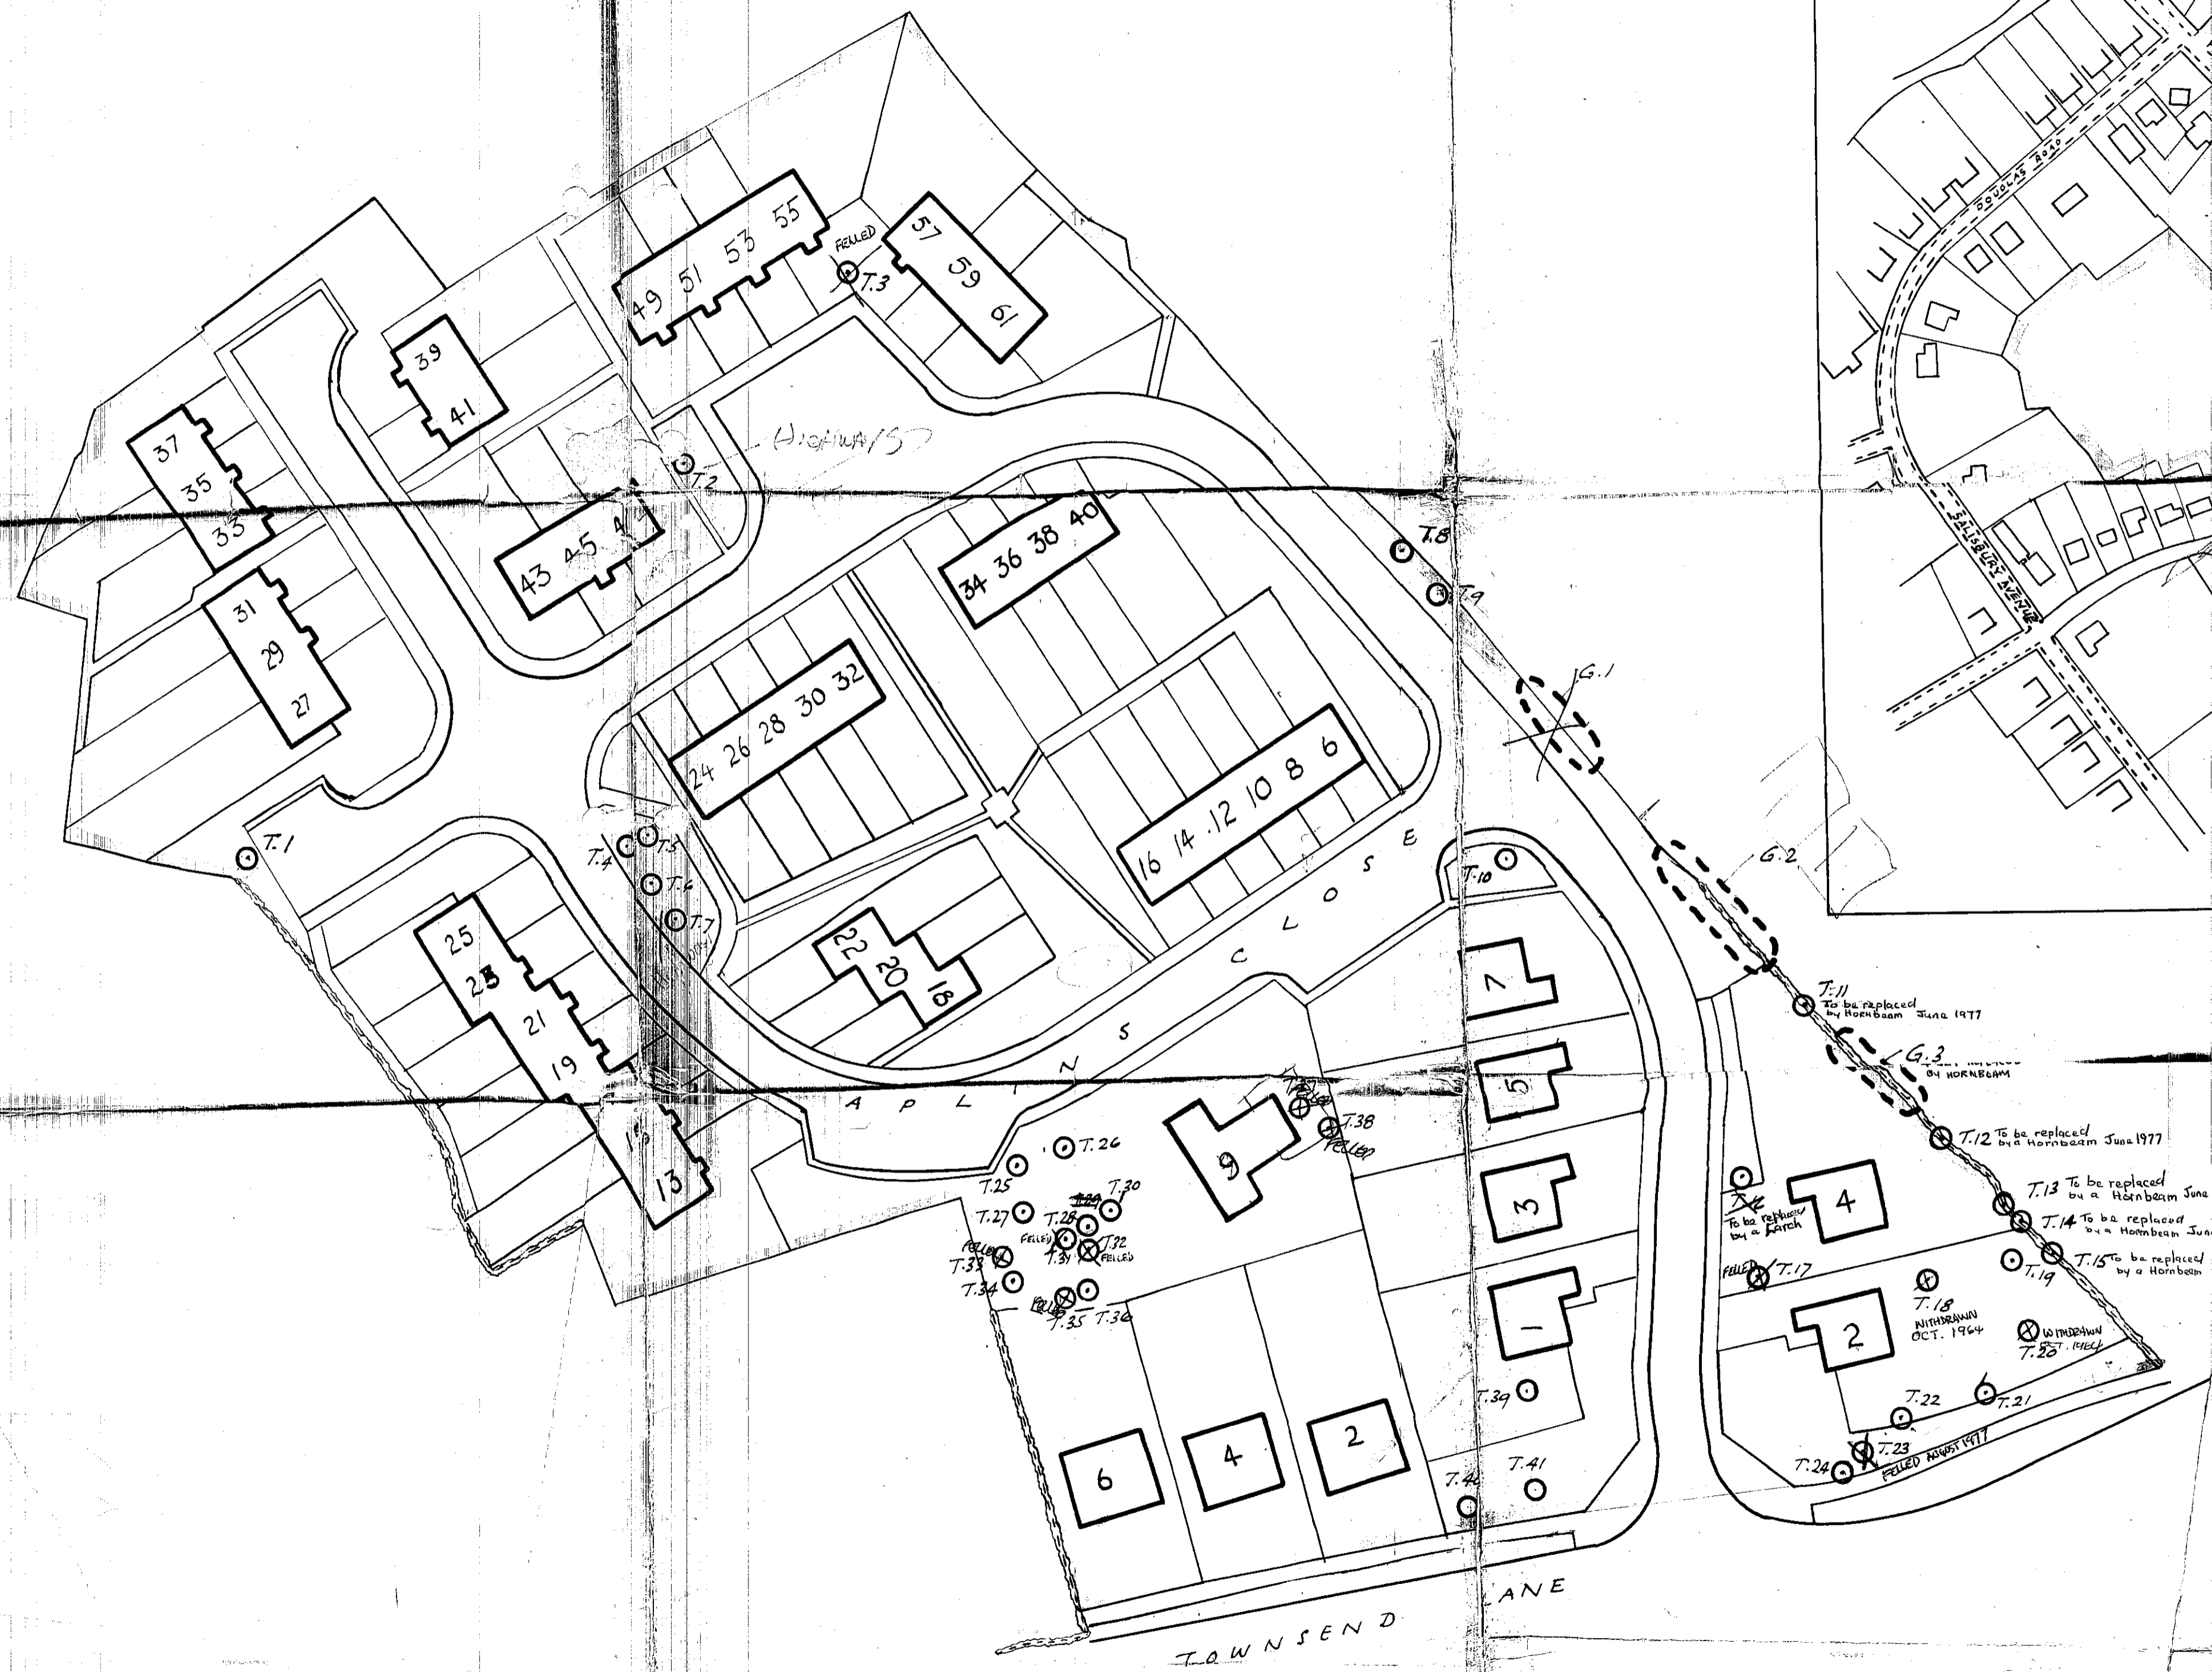 DOUGLAS ROAD
SALISBURY AVENUE
49 51 53 55
FELLED
T.3
57 59 61
39
41
HIGHWAYS
T.2
37
35
33
43 45
34 36 38 40
T.8
T.9
31
29
27
24 26 28 30 32
G.1
16 14 12 10 8 6
T.1
T.4
T.5
T.6
T.7
T.10
G.2
25
21
19
13
22 20 18
7
5
3
1
T.11
To be replaced
by HORNBEAM June 1977
G.3
BY HORNBEAM
APLINS CLOSE
9
T.38
FELLED
T.26
T.25
T.27
T.28
T.30
FELLED
T.31
T.32
FELLED
FELLED
T.33
T.34
T.35
T.36
T.12 To be replaced
by a Hornbeam June 1977
T.13 To be replaced
by a Hornbeam June
T.14 To be replaced
by a Hornbeam
T.15 To be replaced
by a Hornbeam
To be replaced
by a Larch
4
FELLED
T.17
T.18
WITHDRAWN
OCT. 1964
T.19
WITHDRAWN
OCT. 1964
T.20
2
T.21
T.22
T.23
T.24
FELLED AUGUST 1977
T.39
T.41
6
4
2
TOWNSEND LANE